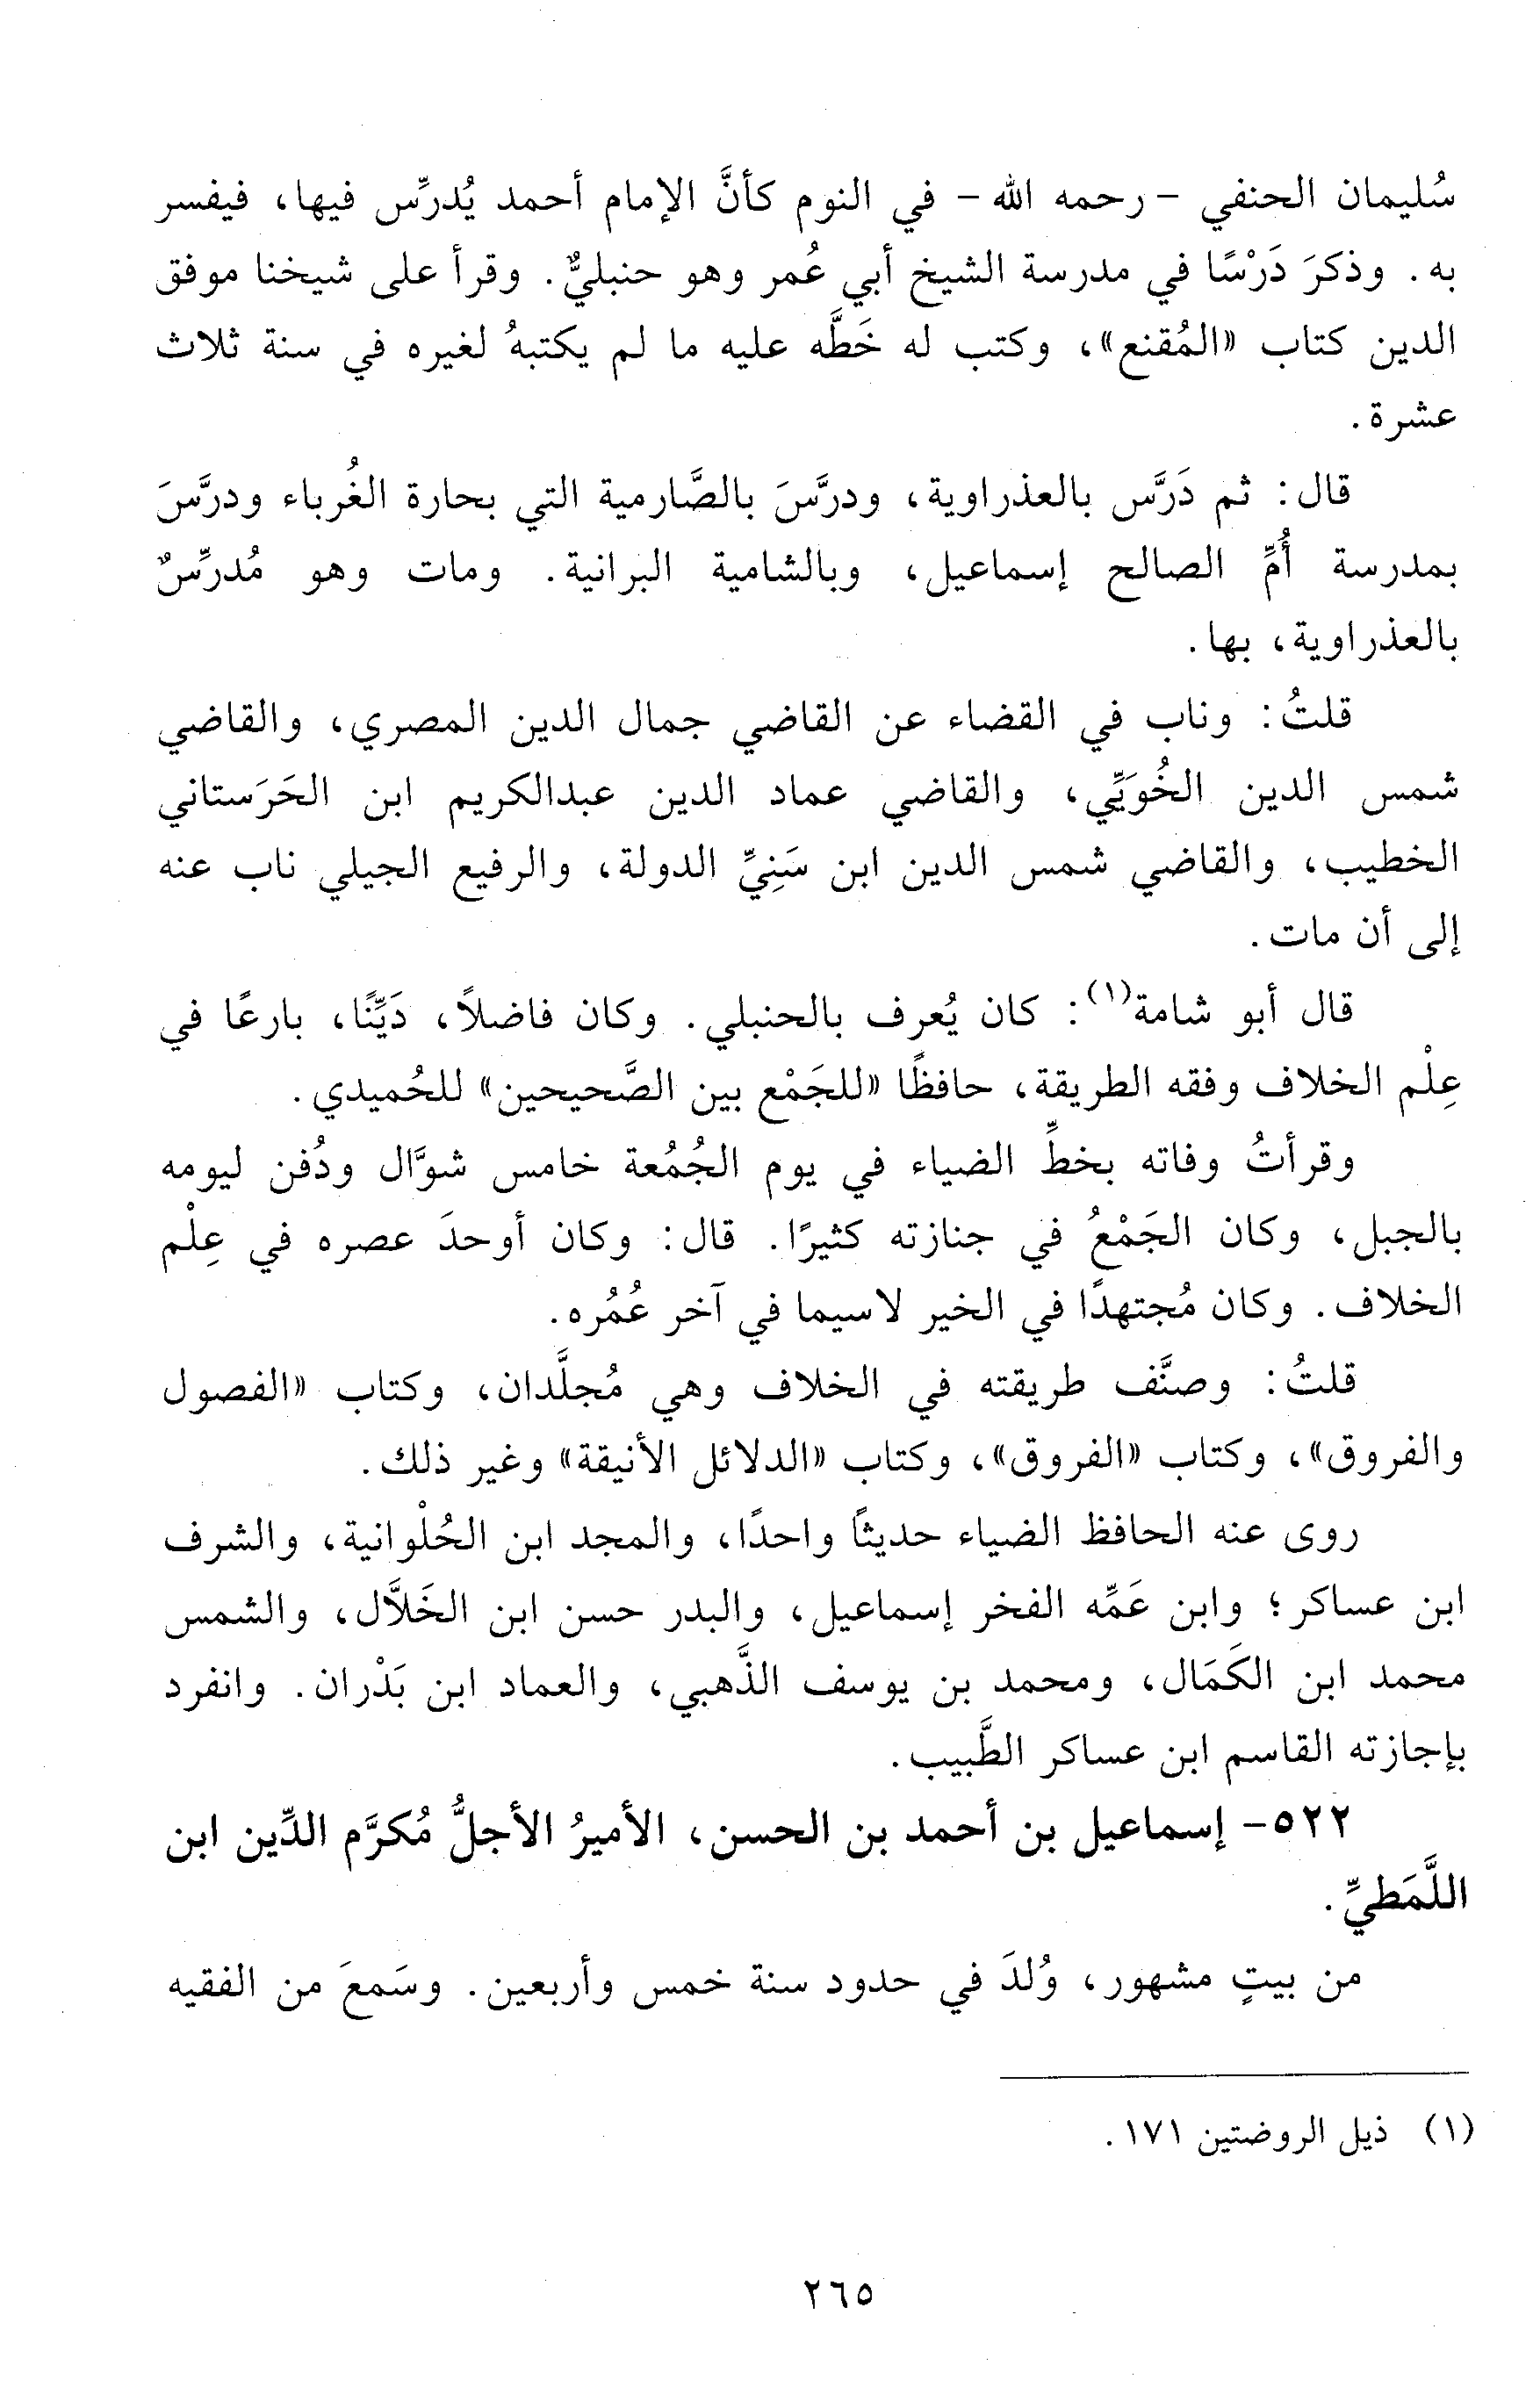 سُليمان الحنفي -رحمه الله- في النوم كأنَّ الإمام أحمد يُدرِّس فيها، فيفسر
به. وذكرَ دَرْسًا في مدرسة الشيخ أبي عُمر وهو حنبليٌّ. وقرأ على شيخنا موفق
الدين كتاب «المُقنع»، وكتب له خَطَّه عليه ما لم يكتبهُ لغيره في سنة ثلاث
عشرة.
قال: ثم دَرَّس بالعذراوية، ودرَّسَ بالصَّارمية التي بحارة الغُرباء ودرَّسَ
بمدرسة أُمِّ الصالح إسماعيل، وبالشامية البرانية. ومات وهو مُدرِّسٌ
بالعذراوية، بها.
قلتُ: وناب في القضاء عن القاضي جمال الدين المصري، والقاضي
شمس الدين الخُوَيِّي، والقاضي عماد الدين عبدالكريم ابن الحَرَستاني
الخطيب، والقاضي شمس الدين ابن سَنِيِّ الدولة، والرفيع الجيلي ناب عنه
إلى أن مات.
قال أبو شامة(١): كان يُعرف بالحنبلي. وكان فاضلاً، دَيِّنًا، بارعًا في
عِلْم الخلاف وفقه الطريقة، حافظًا «للجَمْع بين الصَّحيحين» للحُميدي.
وقرأتُ وفاته بخطِّ الضياء في يوم الجُمُعة خامس شوَّال ودُفن ليومه
بالجبل، وكان الجَمْعُ في جنازته كثيرًا. قال: وكان أوحدَ عصره في عِلْم
الخلاف. وكان مُجتهدًا في الخير لاسيما في آخر عُمُره.
قلتُ: وصنَّف طريقته في الخلاف وهي مُجلَّدان، وكتاب «الفصول
والفروق»، وكتاب «الفروق»، وكتاب «الدلائل الأنيقة» وغير ذلك.
روى عنه الحافظ الضياء حديثًا واحدًا، والمجد ابن الحُلْوانية، والشرف
ابن عساكر؛ وابن عَمِّه الفخر إسماعيل، والبدر حسن ابن الخَلاَّل، والشمس
محمد ابن الكَمَال، ومحمد بن يوسف الذَّهبي، والعماد ابن بَدْران. وانفرد
بإجازته القاسم ابن عساكر الطَّبيب.
٥٢٢- إسماعيل بن أحمد بن الحسن، الأميرُ الأجلُّ مُكرَّم الدِّين ابن
اللَّمَطيِّ.
من بيتٍ مشهور، وُلدَ في حدود سنة خمس وأربعين. وسَمعَ من الفقيه
(١) ذيل الروضتين ١٧١.
٢٦٥